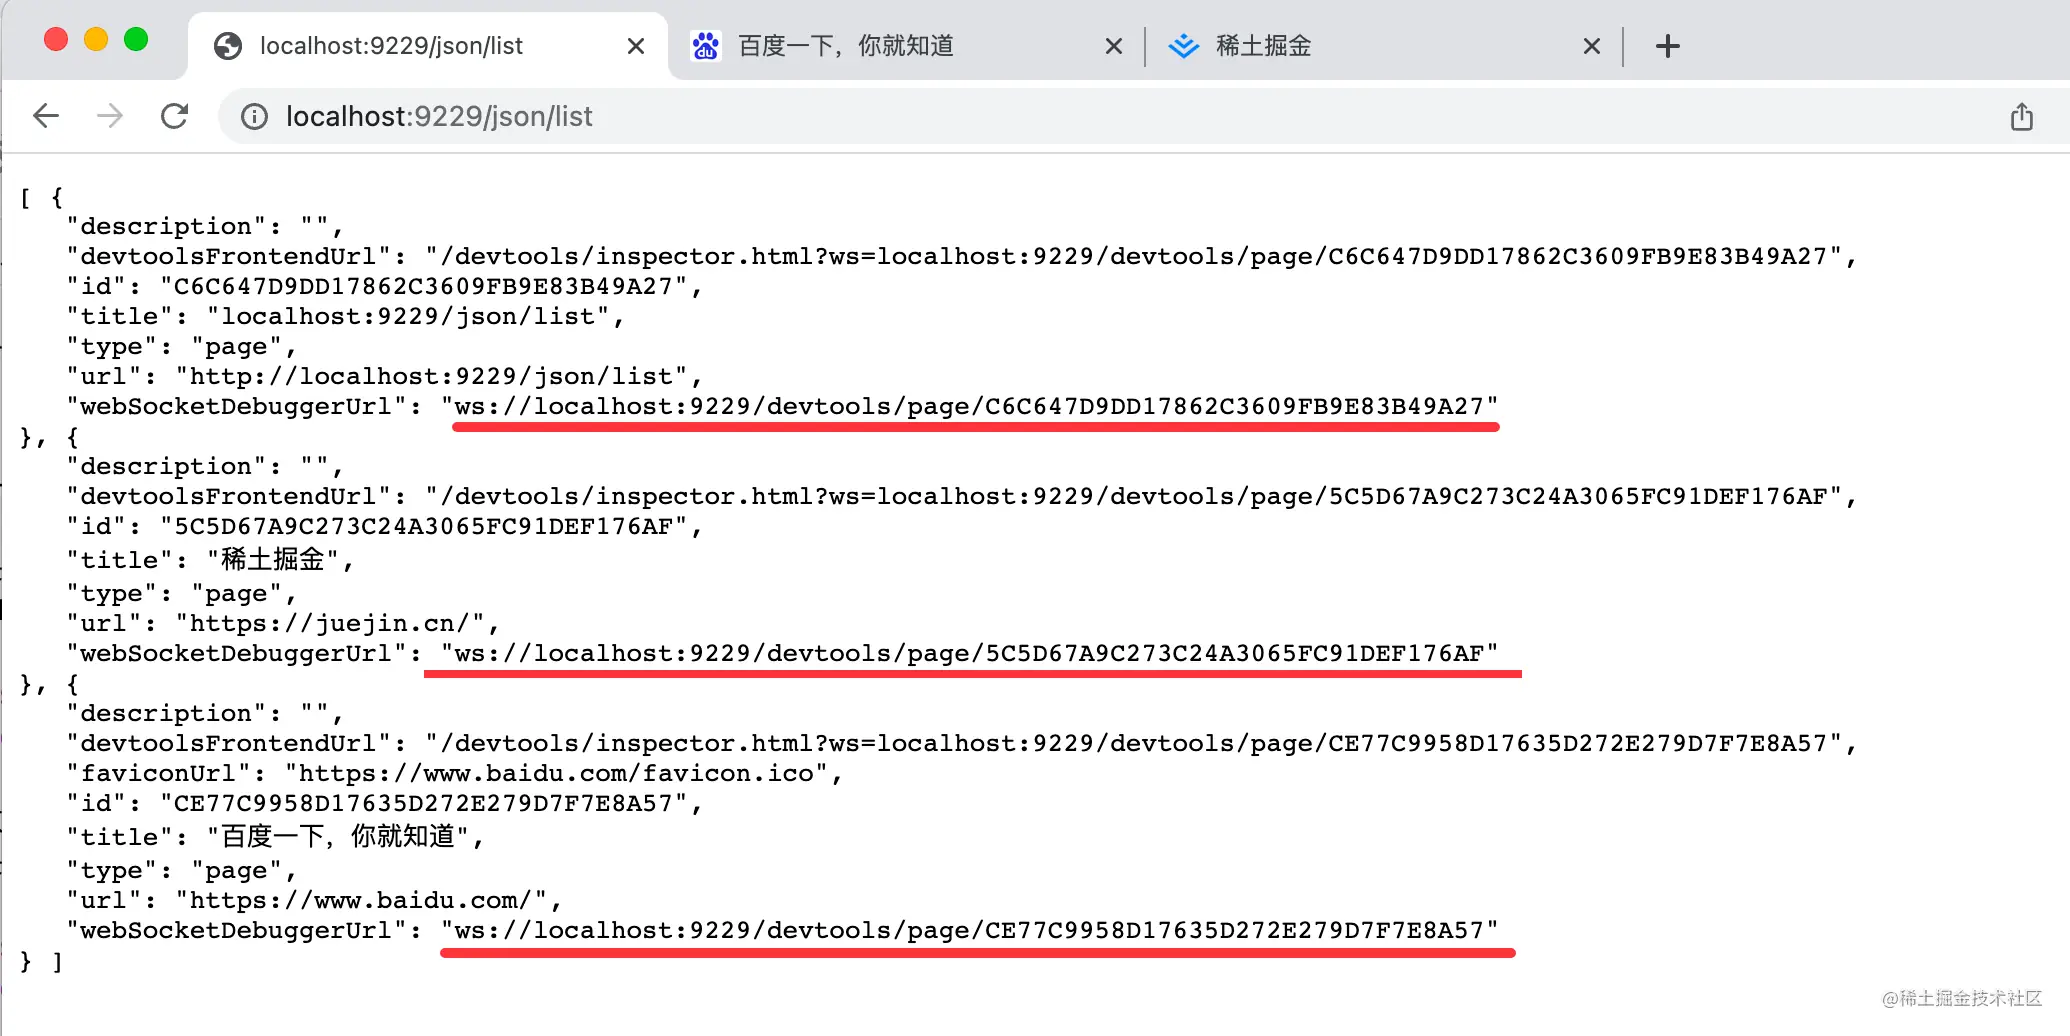 localhost:9229/json/list
百度一下，你就知道
稀土掘金
localhost:9229/json/list
[ {
"description": "",
"devtoolsFrontendUrl": "/devtools/inspector.html?ws=localhost:9229/devtools/page/C6C647D9DD17862C3609FB9E83B49A27",
"id": "C6C647D9DD17862C3609FB9E83B49A27",
"title": "localhost:9229/json/list",
"type": "page",
"url": "http://localhost:9229/json/list",
"webSocketDebuggerUrl": "ws://localhost:9229/devtools/page/C6C647D9DD17862C3609FB9E83B49A27"
}, {
"description": "",
"devtoolsFrontendUrl": "/devtools/inspector.html?ws=localhost:9229/devtools/page/5C5D67A9C273C24A3065FC91DEF176AF",
"id": "5C5D67A9C273C24A3065FC91DEF176AF",
"title": "稀土掘金",
"type": "page",
"url": "https://juejin.cn/",
"webSocketDebuggerUrl": "ws://localhost:9229/devtools/page/5C5D67A9C273C24A3065FC91DEF176AF"
}, {
"description": "",
"devtoolsFrontendUrl": "/devtools/inspector.html?ws=localhost:9229/devtools/page/CE77C9958D17635D272E279D7F7E8A57",
"faviconUrl": "https://www.baidu.com/favicon.ico",
"id": "CE77C9958D17635D272E279D7F7E8A57",
"title": "百度一下，你就知道",
"type": "page",
"url": "https://www.baidu.com/",
"webSocketDebuggerUrl": "ws://localhost:9229/devtools/page/CE77C9958D17635D272E279D7F7E8A57"
} ]
@稀土掘金技术社区